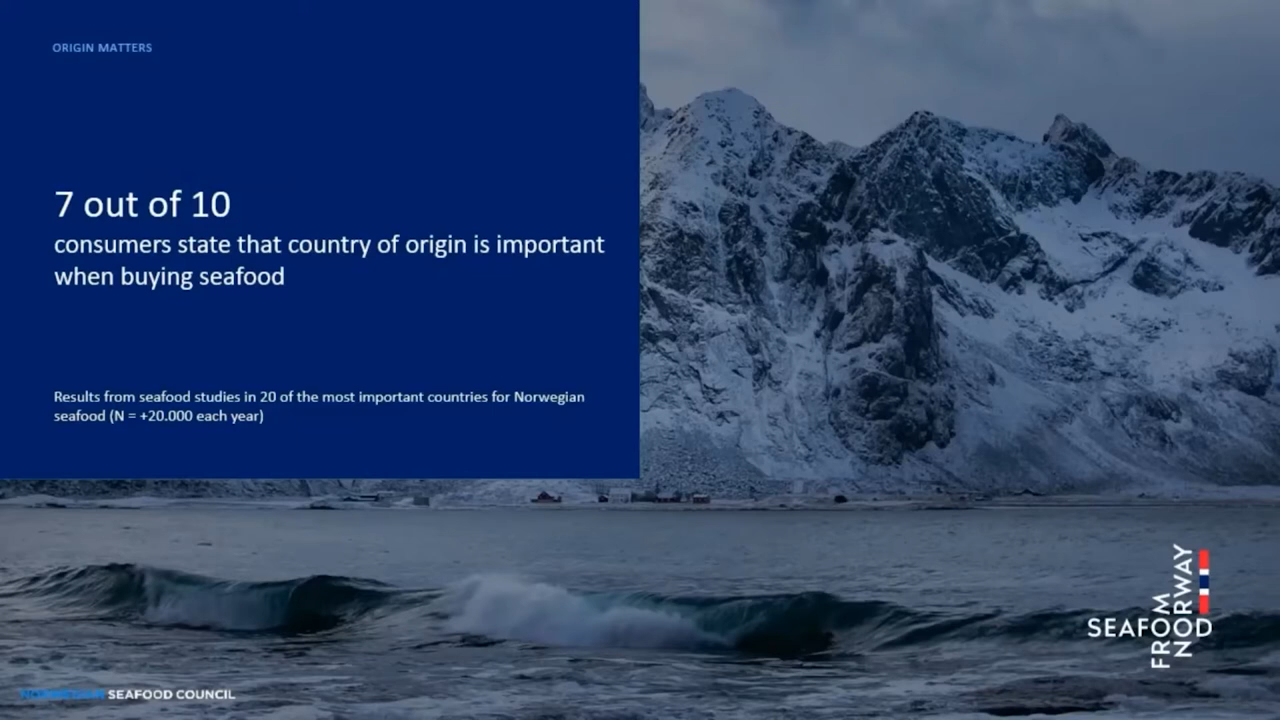 ORIGIN MATTERS
7 out of 10
consumers state that country of origin is important
when buying seafood
Results from seafood studies in 20 of the most important countries for Norwegian
seafood (N = +20.000 each year)
SEAFOOD
FROM
NORWAY
NORWEGIAN SEAFOOD COUNCIL